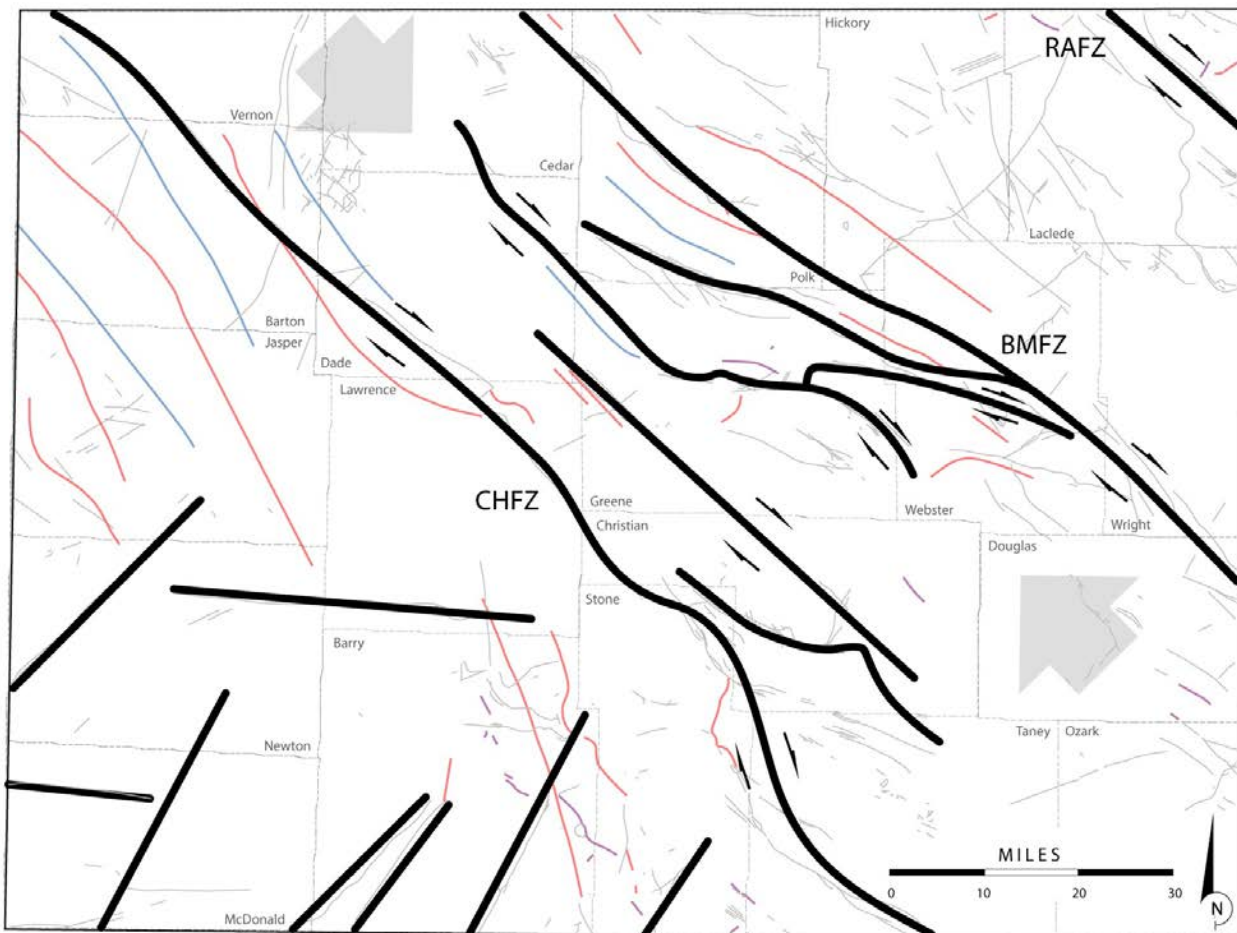 Hickory
RAFZ
Vernon
Cedar
Laclede
Polk
Barton
Jasper
Dade
BMFZ
Lawrence
CHFZ
Greene
Christian
Webster
Wright
Douglas
Stone
Barry
Newton
Taney
Ozark
MILES
0 10 20 30
McDonald
N